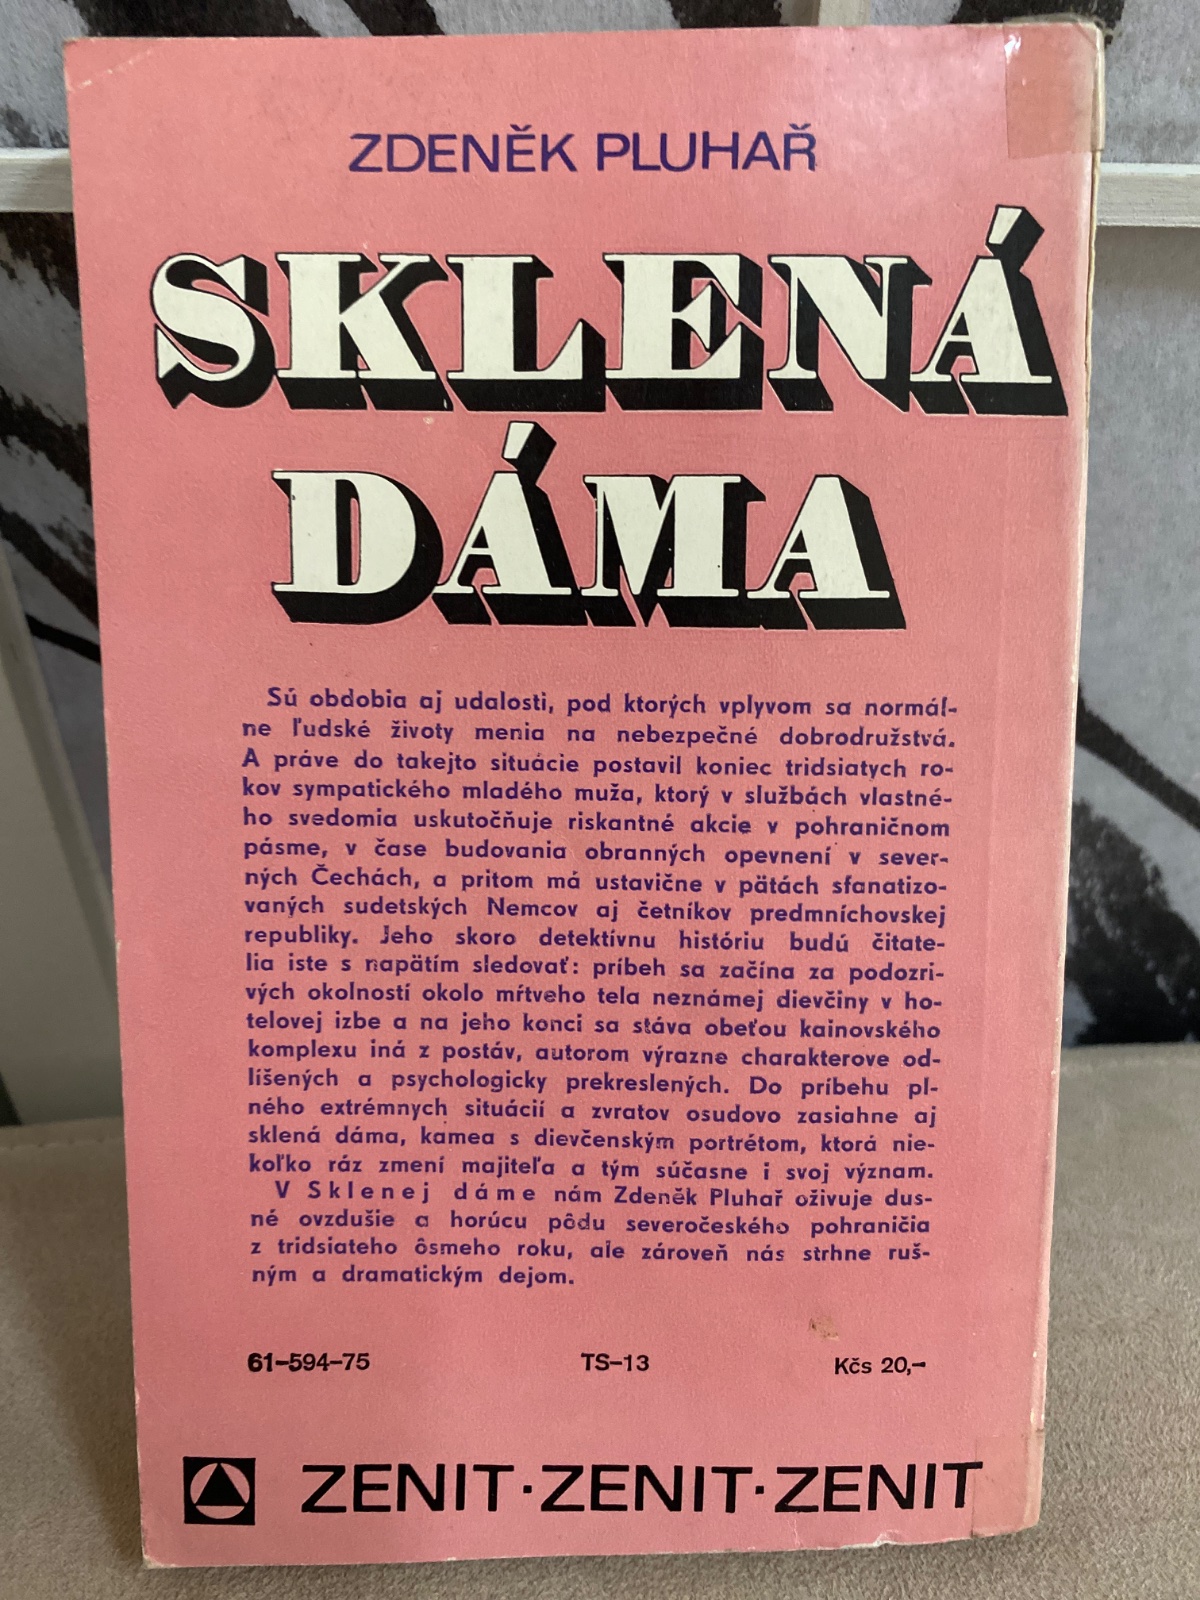 ZDENĚK PLUHAŘ
SKLENÁ
DÁMA
Sú obdobia aj udalosti, pod ktorých vplyvom sa normál-
ne ľudské životy menia na nebezpečné dobrodružstvá.
A práve do takejto situácie postavil koniec tridsiatych ro-
kov sympatického mladého muža, ktorý v službách vlastné-
ho svedomia uskutočňuje riskantné akcie v pohraničnom
pásme, v čase budovania obranných opevnení v sever-
ných Čechách, a pritom má ustavične v pätách sfanatizo-
vaných sudetských Nemcov aj četníkov predmníchovskej
republiky. Jeho skoro detektívnu históriu budú čitate-
lia iste s napätím sledovať: príbeh sa začína za podozri-
vých okolností okolo mŕtveho tela neznámej dievčiny v ho-
telovej izbe a na jeho konci sa stáva obeťou kainovského
komplexu iná z postáv, autorom výrazne charakterove od-
líšených a psychologicky prekreslených. Do príbehu pl-
ného extrémnych situácií a zvratov osudovo zasiahne aj
sklená dáma, kamea s dievčenským portrétom, ktorá nie-
koľko ráz zmení majiteľa a tým súčasne i svoj význam.
V Sklenej dáme nám Zdeněk Pluhař oživuje dus-
né ovzdušie a horúcu pôdu severočeského pohraničia
z tridsiateho ôsmeho roku, ale zároveň nás strhne ruš-
ným a dramatickým dejom.
61-594-75 TS-13 Kčs 20,-
ZENIT·ZENIT·ZENIT